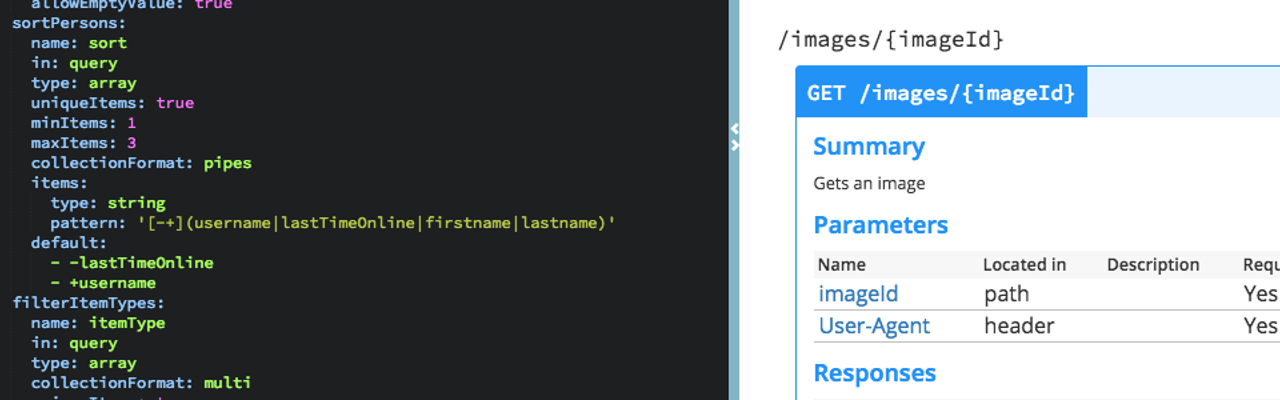 allowEmptyValue: true
sortPersons:
name: sort
in: query
type: array
uniqueItems: true
minItems: 1
maxItems: 3
collectionFormat: pipes
items:
type: string
pattern: '[-+](username|lastTimeOnline|firstname|lastname)'
default:
- -lastTimeOnline
- +username
filterItemTypes:
name: itemType
in: query
type: array
collectionFormat: multi
/images/{imageId}
GET /images/{imageId}
Summary
Gets an image
Parameters
Name Located in Description
imageId path Yes
User-Agent header Yes
Responses